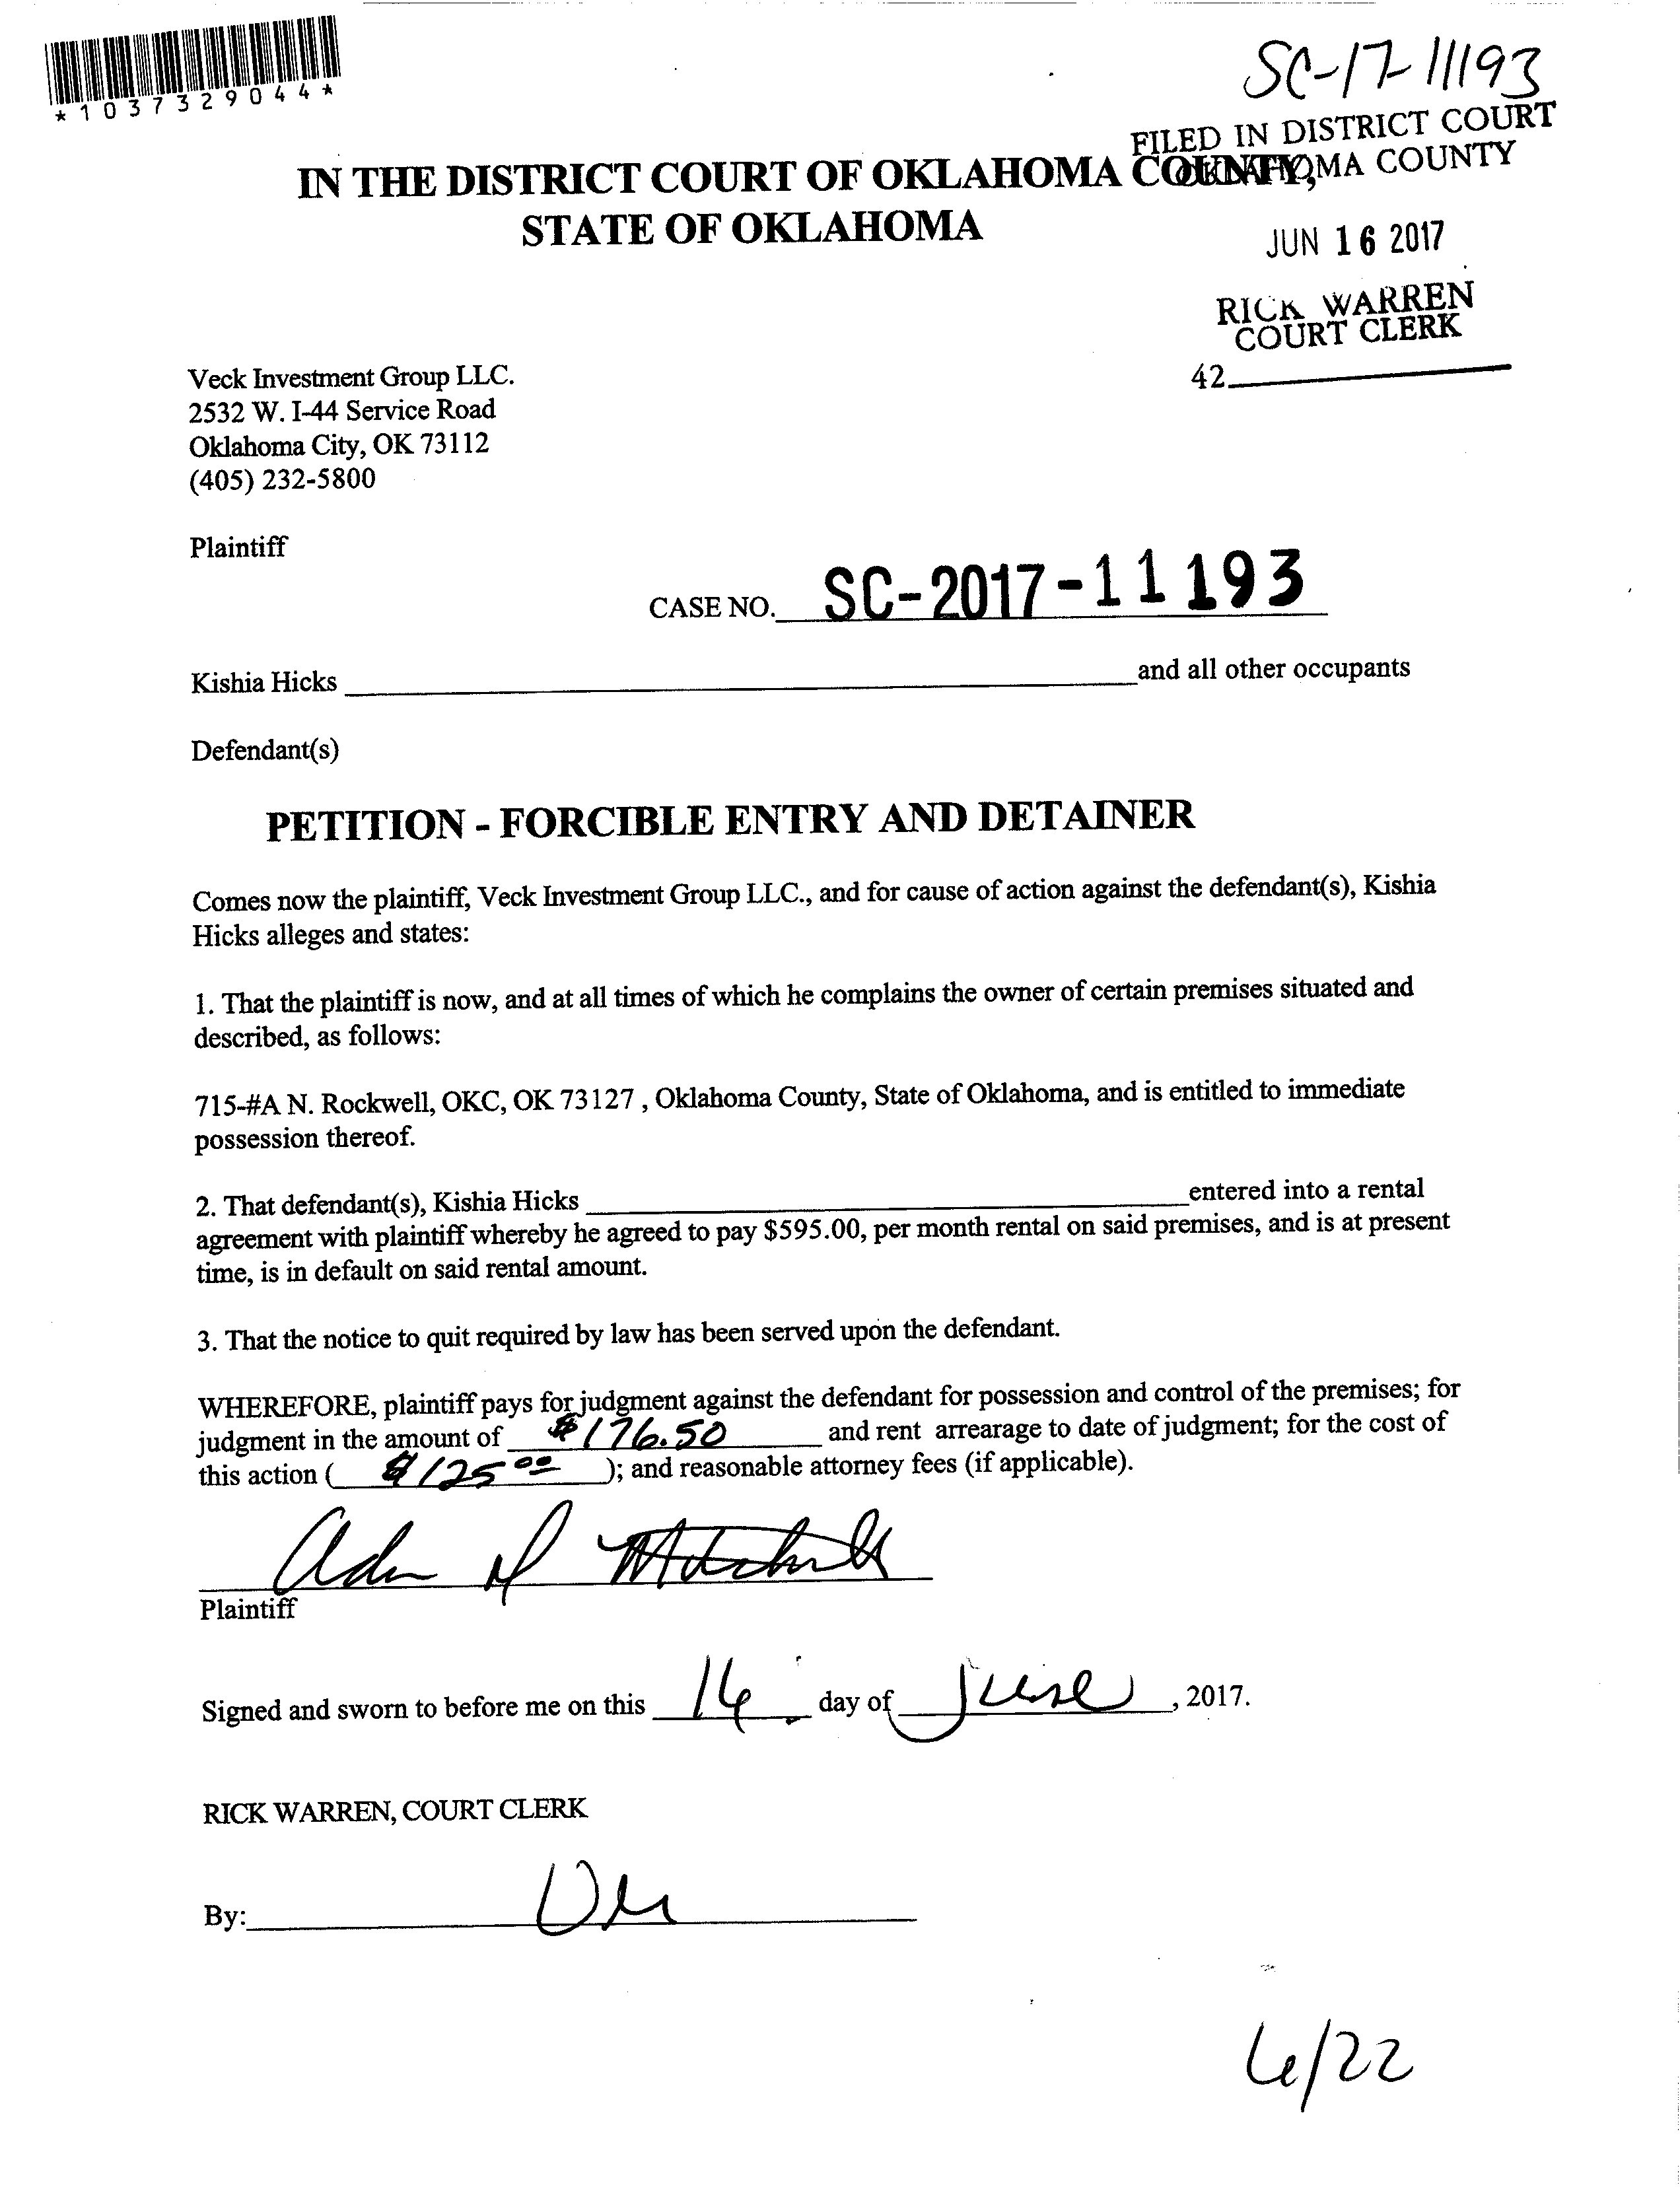 *1037329044*
SC-17-11193
FILED IN DISTRICT COURT
OKLAHOMA COUNTY
IN THE DISTRICT COURT OF OKLAHOMA COUNTY,
STATE OF OKLAHOMA
JUN 16 2017
RICK WARREN
COURT CLERK
42
Veck Investment Group LLC.
2532 W. I-44 Service Road
Oklahoma City, OK 73112
(405) 232-5800
Plaintiff
CASE NO. SC-2017-11193
Kishia Hicks and all other occupants
Defendant(s)
PETITION - FORCIBLE ENTRY AND DETAINER
Comes now the plaintiff, Veck Investment Group LLC., and for cause of action against the defendant(s), Kishia
Hicks alleges and states:
1. That the plaintiff is now, and at all times of which he complains the owner of certain premises situated and
described, as follows:
715-#A N. Rockwell, OKC, OK 73127 , Oklahoma County, State of Oklahoma, and is entitled to immediate
possession thereof.
2. That defendant(s), Kishia Hicks entered into a rental
agreement with plaintiff whereby he agreed to pay $595.00, per month rental on said premises, and is at present
time, is in default on said rental amount.
3. That the notice to quit required by law has been served upon the defendant.
WHEREFORE, plaintiff pays for judgment against the defendant for possession and control of the premises; for
judgment in the amount of $176.50 and rent arrearage to date of judgment; for the cost of
this action ( $125.00 ); and reasonable attorney fees (if applicable).
Plaintiff
Signed and sworn to before me on this 16 day of June , 2017.
RICK WARREN, COURT CLERK
By:
6/22